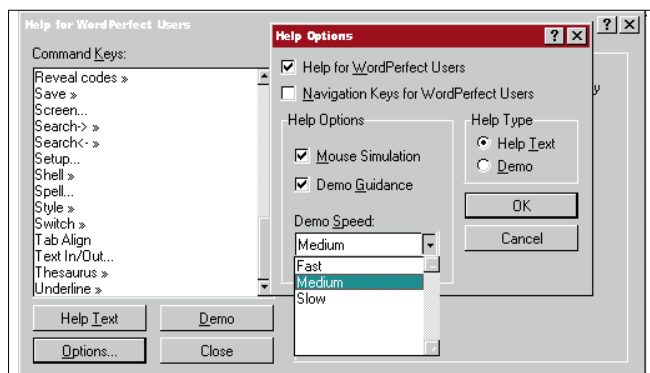 Help for WordPerfect Users
Command Keys:
Reveal codes »
Save »
Screen...
Search-> »
Search<- »
Setup...
Shell »
Spell...
Style »
Switch »
Tab Align
Text In/Out...
Thesaurus »
Underline »
Help Text
Demo
Options...
Close
y
Help Options
Help for WordPerfect Users
Navigation Keys for WordPerfect Users
Help Options
Mouse Simulation
Demo Guidance
Demo Speed:
Medium
Fast
Medium
Slow
Help Type
Help Text
Demo
OK
Cancel